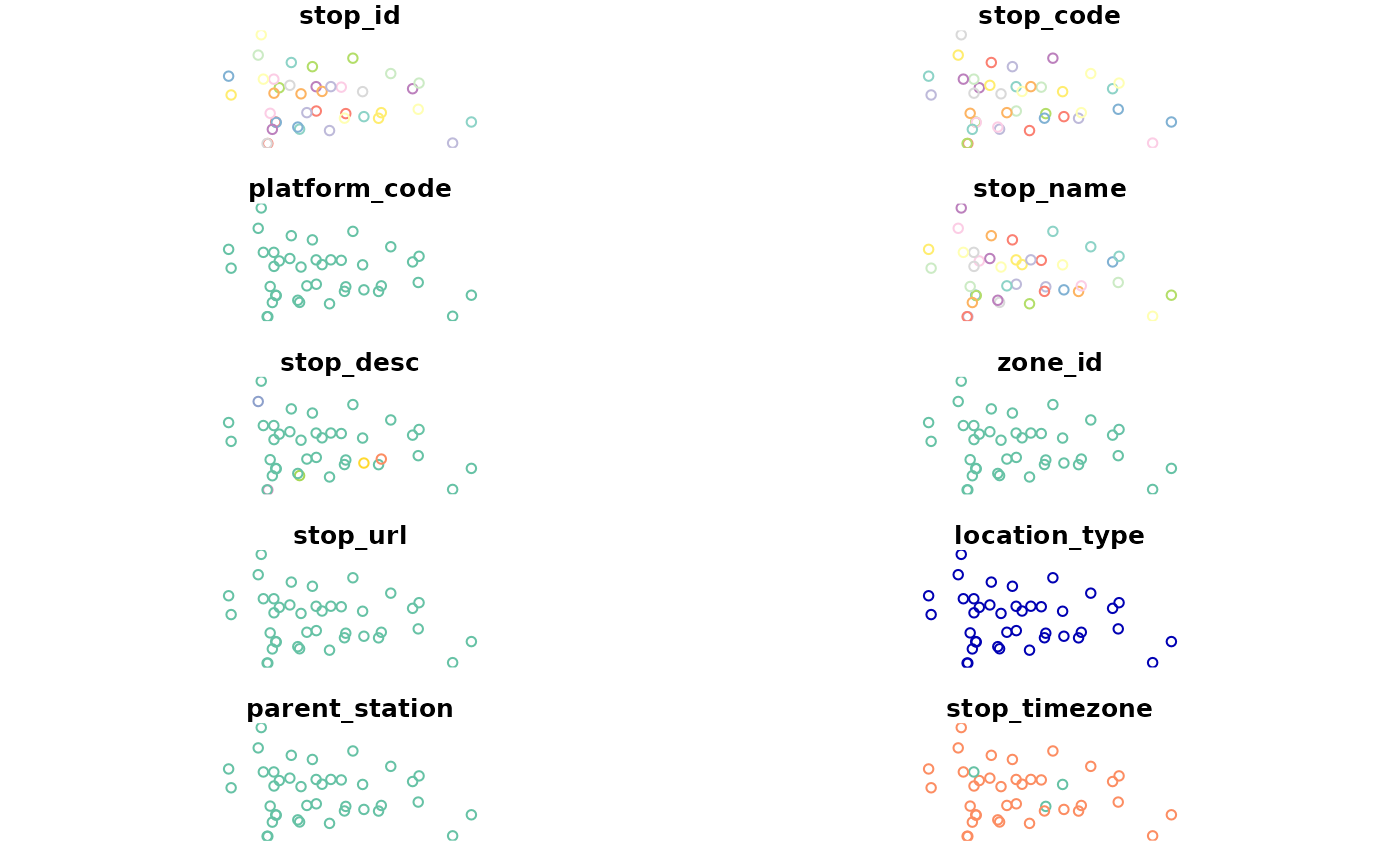 stop_id
stop_code
platform_code
stop_name
stop_desc
zone_id
stop_url
location_type
parent_station
stop_timezone